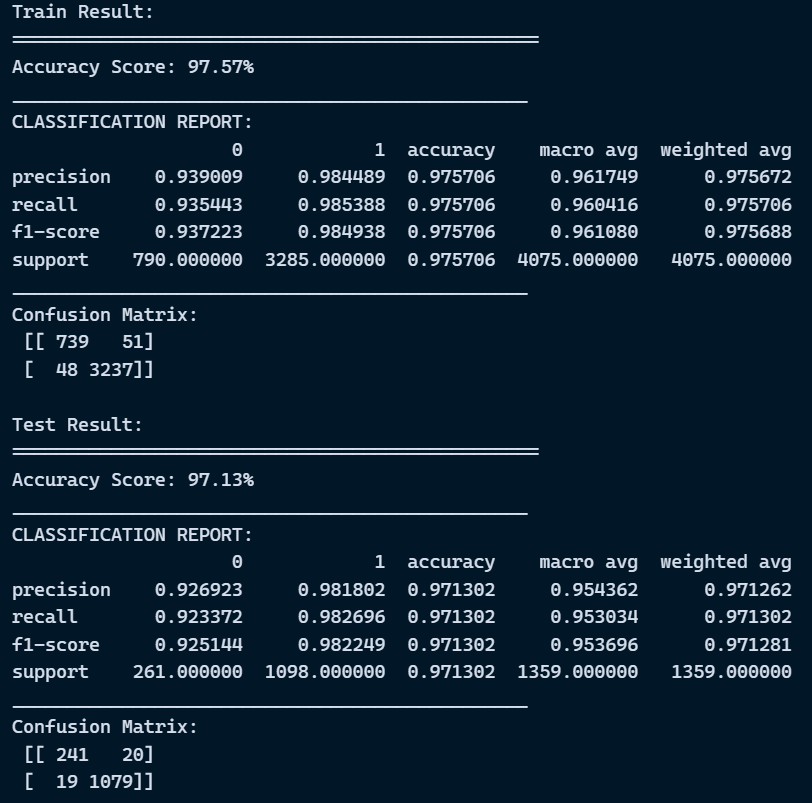 Train Result:
================================================
Accuracy Score: 97.57%
_______________________________________________
CLASSIFICATION REPORT:
                    0            1  accuracy    macro avg  weighted avg
precision    0.939009     0.984489  0.975706     0.961749      0.975672
recall       0.935443     0.985388  0.975706     0.960416      0.975706
f1-score     0.937223     0.984938  0.975706     0.961080      0.975688
support    790.000000  3285.000000  0.975706  4075.000000   4075.000000
_______________________________________________
Confusion Matrix:
 [[ 739   51]
 [  48 3237]]
Test Result:
================================================
Accuracy Score: 97.13%
_______________________________________________
CLASSIFICATION REPORT:
                    0            1  accuracy    macro avg  weighted avg
precision    0.926923     0.981802  0.971302     0.954362      0.971262
recall       0.923372     0.982696  0.971302     0.953034      0.971302
f1-score     0.925144     0.982249  0.971302     0.953696      0.971281
support    261.000000  1098.000000  0.971302  1359.000000   1359.000000
_______________________________________________
Confusion Matrix:
 [[ 241   20]
 [  19 1079]]